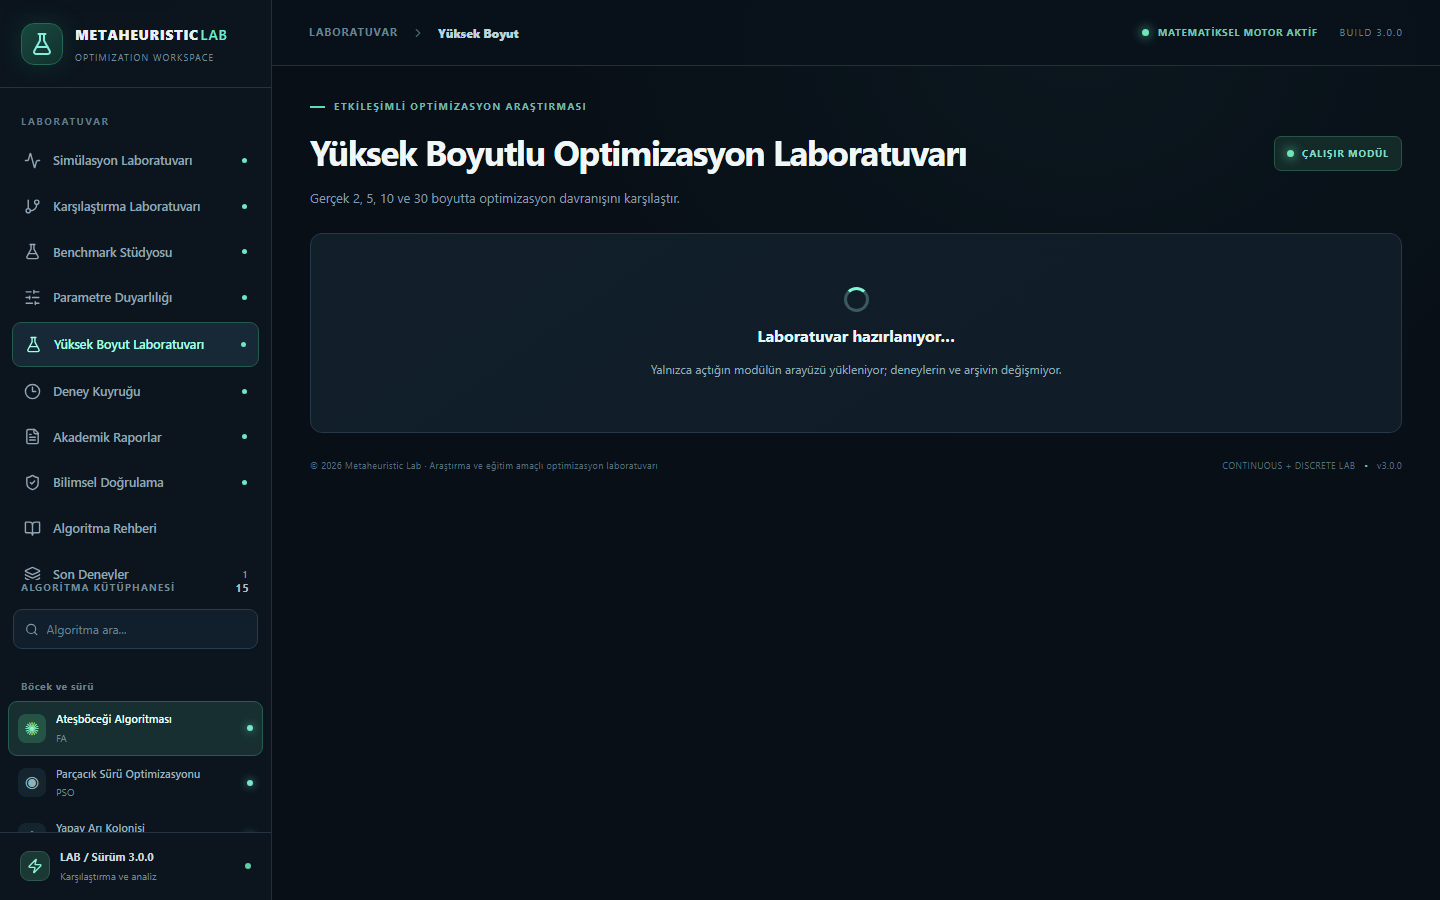 METAHEURISTICLAB
OPTIMIZATION WORKSPACE
LABORATUVAR
Simülasyon Laboratuvarı
Karşılaştırma Laboratuvarı
Benchmark Stüdyosu
Parametre Duyarlılığı
Yüksek Boyut Laboratuvarı
Deney Kuyruğu
Akademik Raporlar
Bilimsel Doğrulama
Algoritma Rehberi
Son Deneyler 1
ALGORİTMA KÜTÜPHANESİ 15
Algoritma ara...
Böcek ve sürü
Ateşböceği Algoritması
FA
Parçacık Sürü Optimizasyonu
PSO
Yapay Arı Kolonisi
LAB / Sürüm 3.0.0
Karşılaştırma ve analiz
LABORATUVAR > Yüksek Boyut
MATEMATİKSEL MOTOR AKTİF BUILD 3.0.0
ETKİLEŞİMLİ OPTİMİZASYON ARAŞTIRMASI
Yüksek Boyutlu Optimizasyon Laboratuvarı
ÇALIŞIR MODÜL
Gerçek 2, 5, 10 ve 30 boyutta optimizasyon davranışını karşılaştır.
Laboratuvar hazırlanıyor...
Yalnızca açtığın modülün arayüzü yükleniyor; deneylerin ve arşivin değişmiyor.
© 2026 Metaheuristic Lab · Araştırma ve eğitim amaçlı optimizasyon laboratuvarı
CONTINUOUS + DISCRETE LAB • v3.0.0